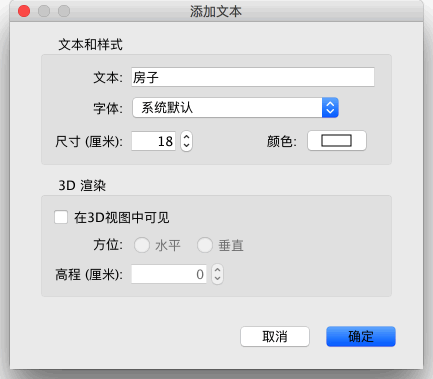 添加文本
文本和样式
文本: 房子
字体: 系统默认
尺寸 (厘米): 18 颜色:
3D 渲染
在3D视图中可见
方位: 水平 垂直
高程 (厘米): 0
取消 确定